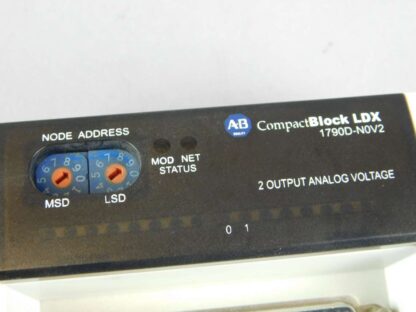 AB
CompactBlock LDX
1790D-N0V2
NODE ADDRESS
MOD NET
STATUS
MSD LSD
2 OUTPUT ANALOG VOLTAGE
0 1